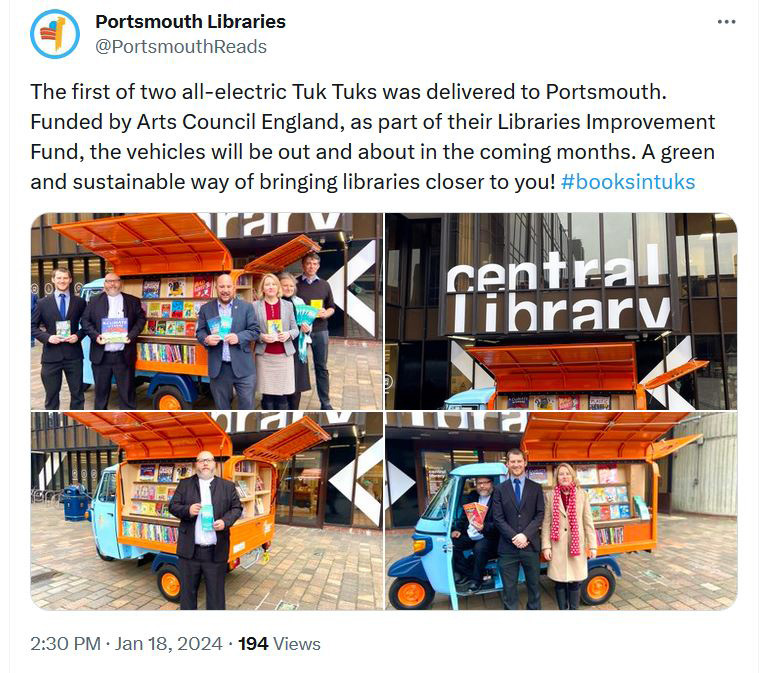 Portsmouth Libraries
@PortsmouthReads
The first of two all-electric Tuk Tuks was delivered to Portsmouth.
Funded by Arts Council England, as part of their Libraries Improvement
Fund, the vehicles will be out and about in the coming months. A green
and sustainable way of bringing libraries closer to you! #booksintuks
central
library
central
2:30 PM · Jan 18, 2024 · 194 Views